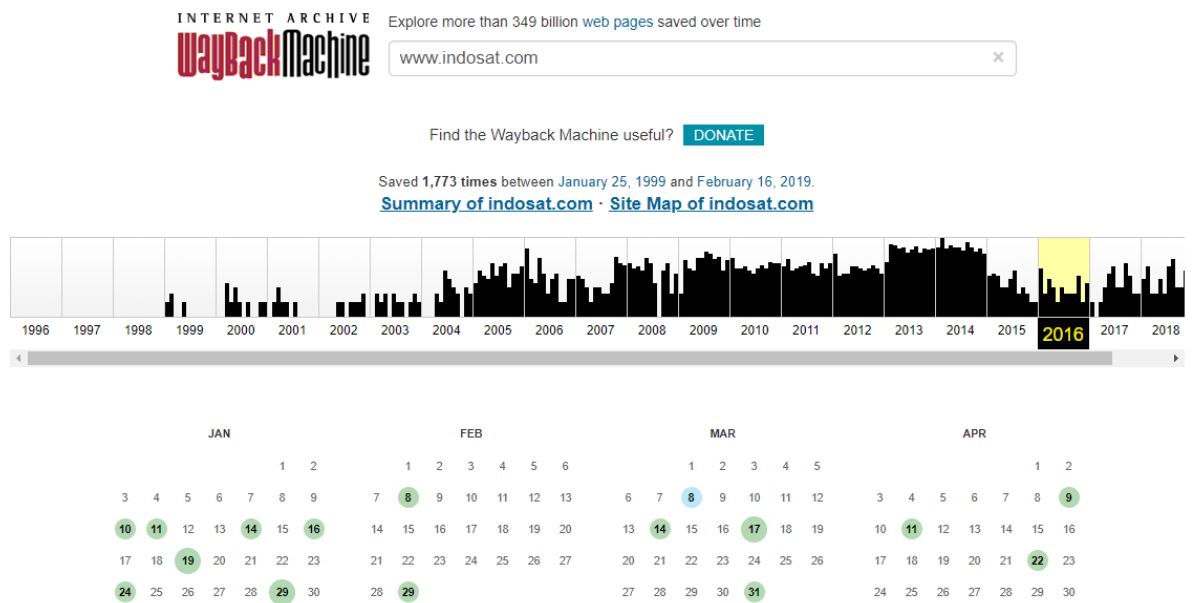 INTERNET ARCHIVE
WayBackMachine
Explore more than 349 billion web pages saved over time
www.indosat.com ×
Find the Wayback Machine useful? DONATE
Saved 1,773 times between January 25, 1999 and February 16, 2019.
Summary of indosat.com · Site Map of indosat.com
1996 1997 1998 1999 2000 2001 2002 2003 2004 2005 2006 2007 2008 2009 2010 2011 2012 2013 2014 2015 2016 2017 2018
JAN FEB MAR APR
1 2 1 2 3 4 5 6 1 2 3 4 5 1 2
3 4 5 6 7 8 9 7 8 9 10 11 12 13 6 7 8 9 10 11 12 3 4 5 6 7 8 9
10 11 12 13 14 15 16 14 15 16 17 18 19 20 13 14 15 16 17 18 19 10 11 12 13 14 15 16
17 18 19 20 21 22 23 21 22 23 24 25 26 27 20 21 22 23 24 25 26 17 18 19 20 21 22 23
24 25 26 27 28 29 30 28 29 27 28 29 30 31 24 25 26 27 28 29 30